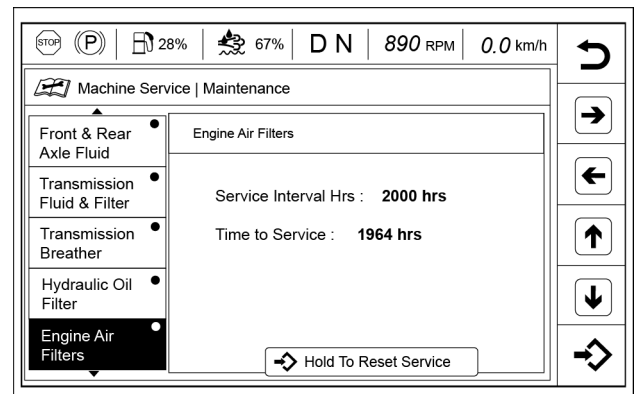 STOP (P) 28% 67% D N 890 RPM 0.0 km/h
Machine Service | Maintenance
Front & Rear
Axle Fluid
Transmission
Fluid & Filter
Transmission
Breather
Hydraulic Oil
Filter
Engine Air
Filters
Engine Air Filters
Service Interval Hrs : 2000 hrs
Time to Service : 1964 hrs
Hold To Reset Service